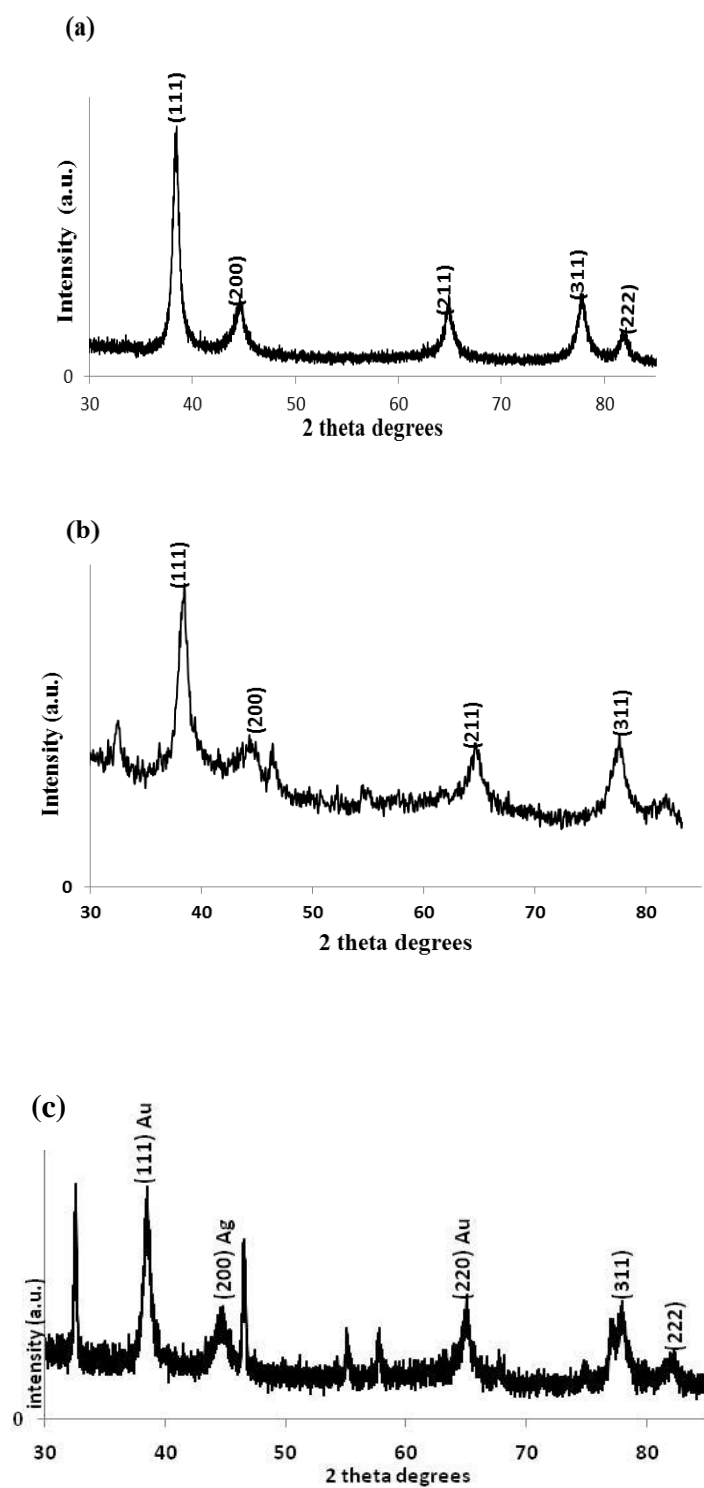 (a)
(111)
(200)
(211)
(311)
(222)
Intensity (a.u.)
0
30 40 50 60 70 80
2 theta degrees
(b)
(111)
(200)
(211)
(311)
Intensity (a.u.)
0
30 40 50 60 70 80
2 theta degrees
(c)
(111) Au
(200) Ag
(220) Au
(311)
(222)
intensity (a.u.)
0
30 40 50 60 70 80
2 theta degrees